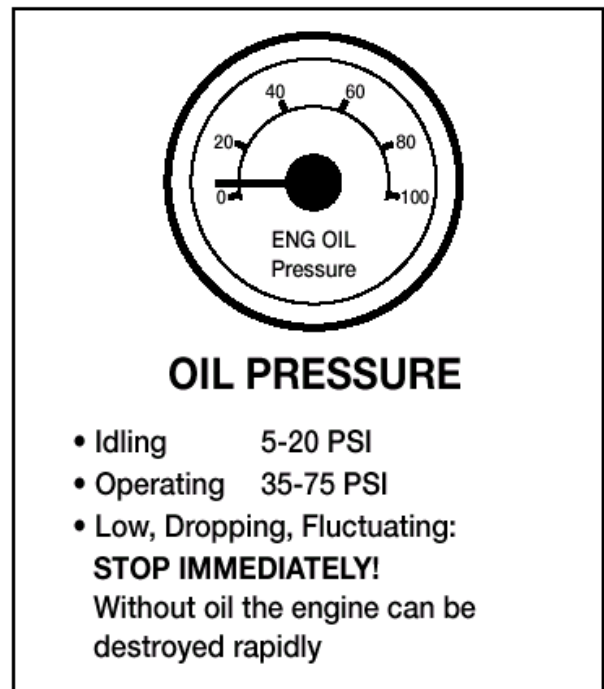 40 60
20 80
0 100
ENG OIL
Pressure
OIL PRESSURE
• Idling 5-20 PSI
• Operating 35-75 PSI
• Low, Dropping, Fluctuating:
STOP IMMEDIATELY!
Without oil the engine can be
destroyed rapidly